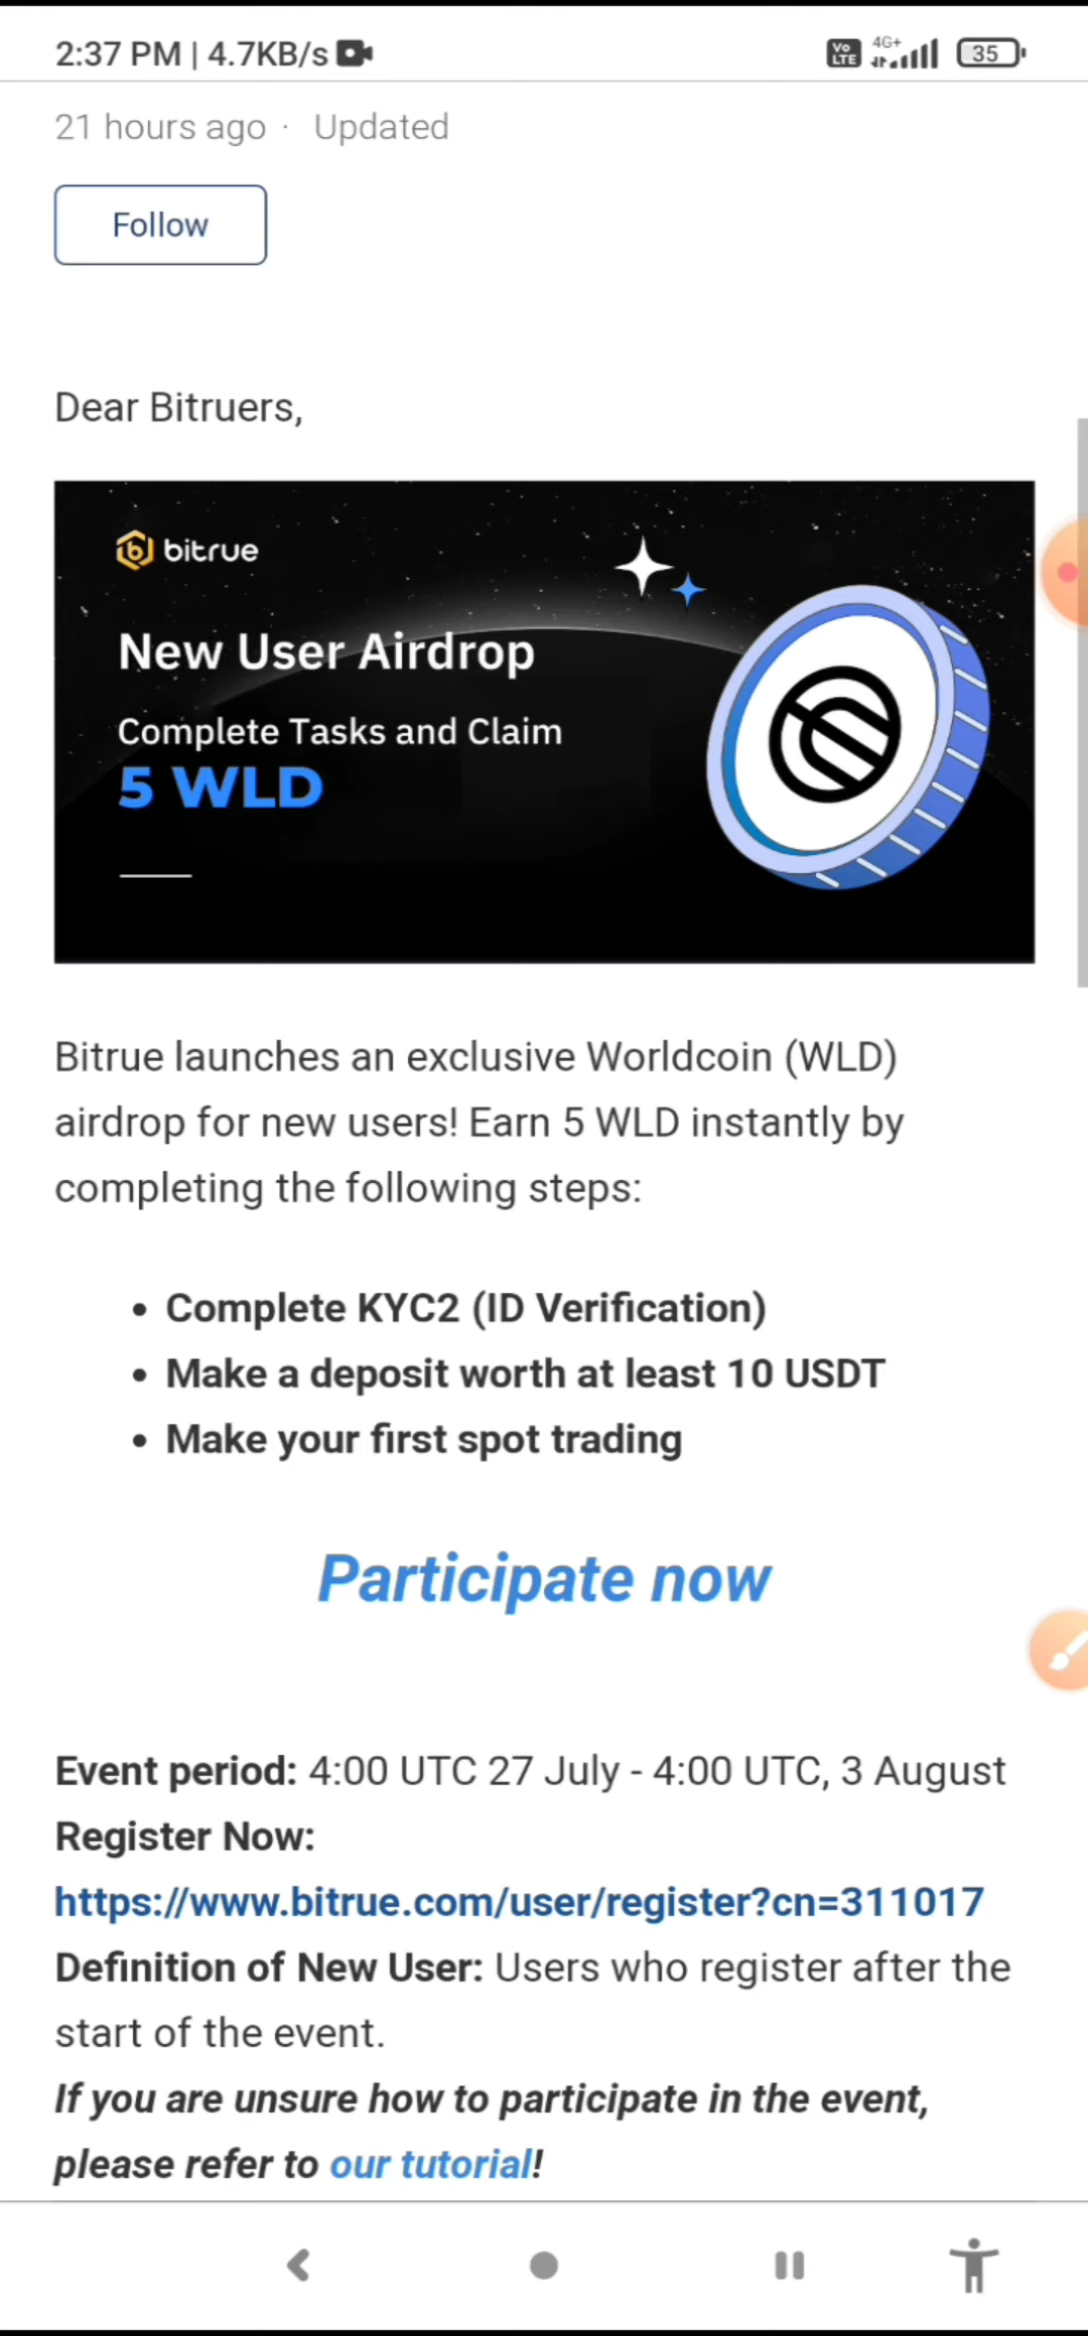 2:37 PM | 4.7KB/s
Vo LTE 4G+ 35
21 hours ago · Updated
Follow
Dear Bitruers,
bitrue
New User Airdrop
Complete Tasks and Claim
5 WLD
Bitrue launches an exclusive Worldcoin (WLD)
airdrop for new users! Earn 5 WLD instantly by
completing the following steps:
• Complete KYC2 (ID Verification)
• Make a deposit worth at least 10 USDT
• Make your first spot trading
Participate now
Event period: 4:00 UTC 27 July - 4:00 UTC, 3 August
Register Now:
https://www.bitrue.com/user/register?cn=311017
Definition of New User: Users who register after the
start of the event.
If you are unsure how to participate in the event,
please refer to our tutorial!